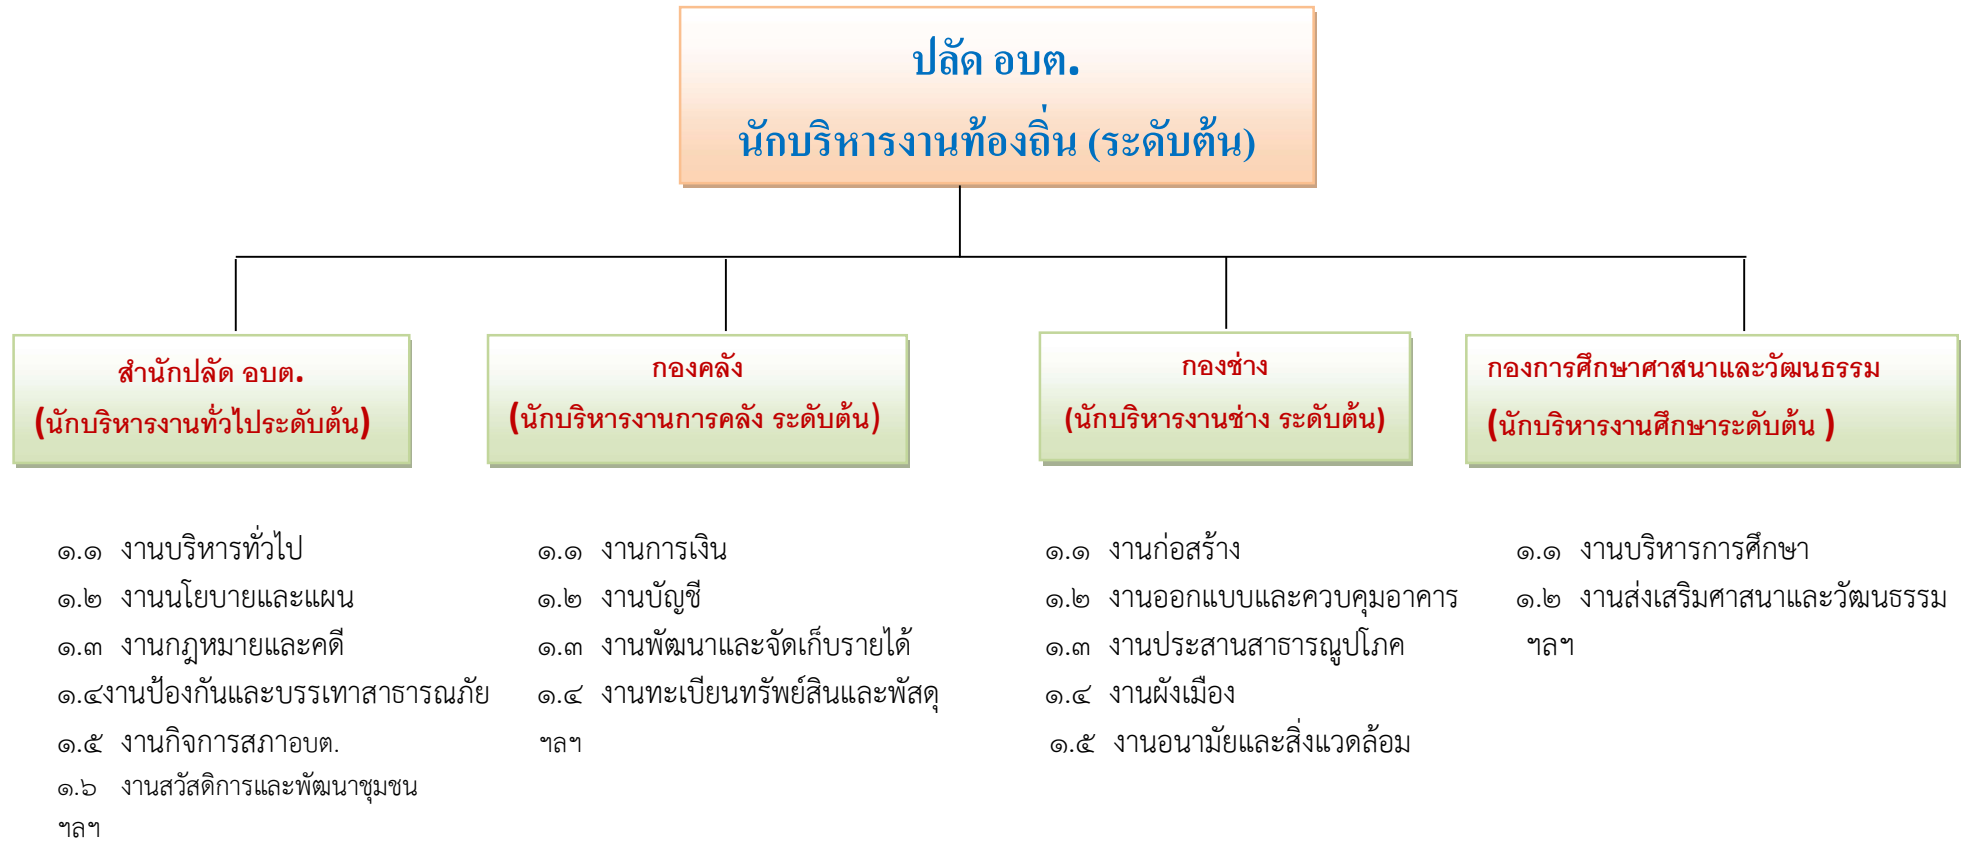 ปลัด อบต.
นักบริหารงานท้องถิ่น (ระดับต้น)
สำนักปลัด อบต.
(นักบริหารงานทั่วไประดับต้น)
กองคลัง
(นักบริหารงานการคลัง ระดับต้น)
กองช่าง
(นักบริหารงานช่าง ระดับต้น)
กองการศึกษาศาสนาและวัฒนธรรม
(นักบริหารงานศึกษาระดับต้น )
๑.๑ งานบริหารทั่วไป
๑.๒ งานนโยบายและแผน
๑.๓ งานกฎหมายและคดี
๑.๔งานป้องกันและบรรเทาสาธารณภัย
๑.๕ งานกิจการสภาอบต.
๑.๖ งานสวัสดิการและพัฒนาชุมชน
ฯลฯ
๑.๑ งานการเงิน
๑.๒ งานบัญชี
๑.๓ งานพัฒนาและจัดเก็บรายได้
๑.๔ งานทะเบียนทรัพย์สินและพัสดุ
ฯลฯ
๑.๑ งานก่อสร้าง
๑.๒ งานออกแบบและควบคุมอาคาร
๑.๓ งานประสานสาธารณูปโภค
๑.๔ งานผังเมือง
๑.๕ งานอนามัยและสิ่งแวดล้อม
๑.๑ งานบริหารการศึกษา
๑.๒ งานส่งเสริมศาสนาและวัฒนธรรม
ฯลฯ